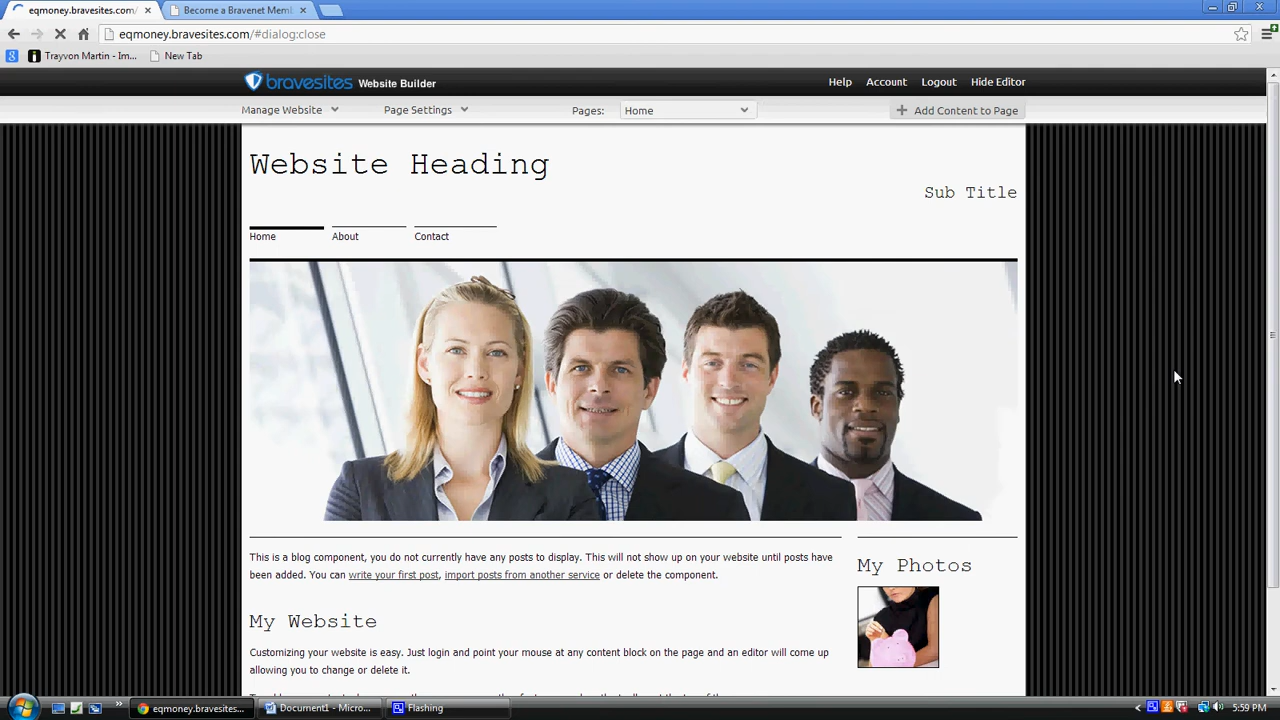 eqmoney.bravesites.com/
Become a Bravenet Memb
eqmoney.bravesites.com/#dialog:close
Trayvon Martin - Im...
New Tab
bravesites Website Builder
Help Account Logout Hide Editor
Manage Website Page Settings Pages: Home + Add Content to Page
Website Heading
Sub Title
Home About Contact
This is a blog component, you do not currently have any posts to display. This will not show up on your website until posts
been added. You can write your first post, import posts from another service or delete the component.
My Photos
My Website
Customizing your website is easy. Just login and point your mouse at any content block on the page and an editor will come up
allowing you to change or delete it.
eqmoney.bravesites... Document1 - Micro... Flashing 5:59 PM